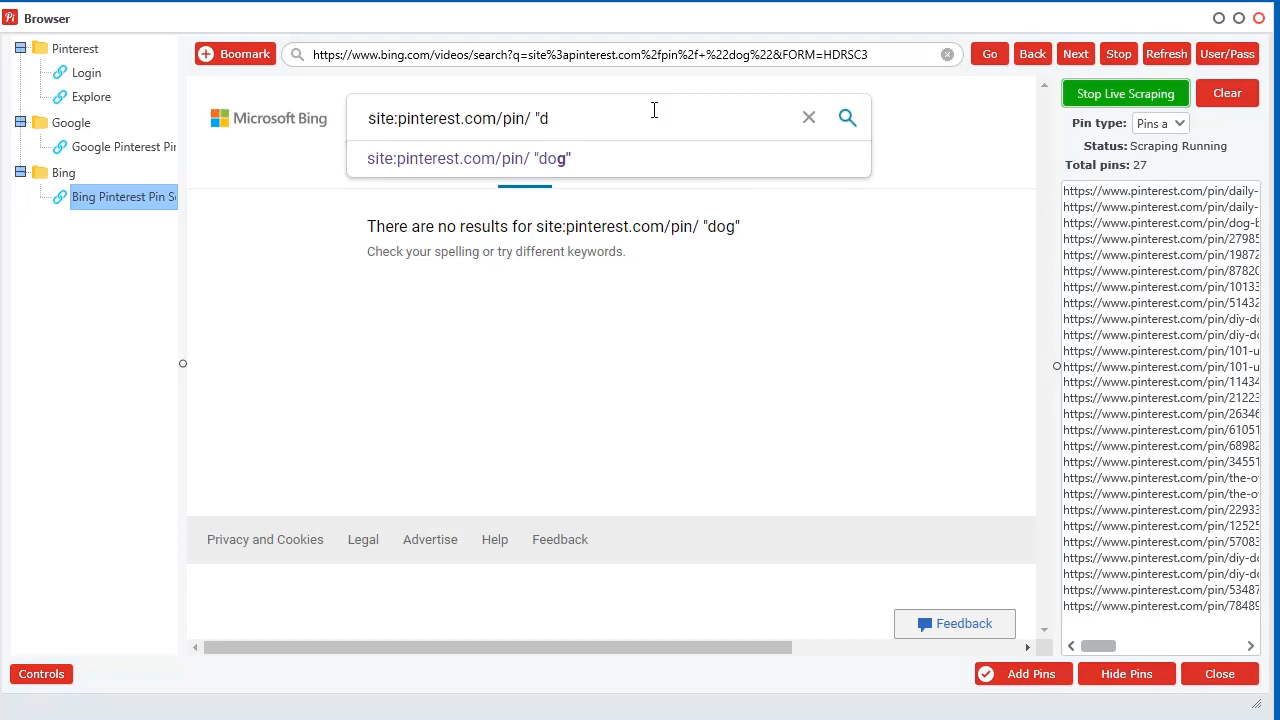 Pi Browser
Pinterest
Login
Explore
Google
Google Pinterest Pin
Bing
Bing Pinterest Pin S
Boomark
https://www.bing.com/videos/search?q=site%3apinterest.com%2fpin%2f+%22dog%22&FORM=HDRSC3
Go
Back
Next
Stop
Refresh
User/Pass
Microsoft Bing
site:pinterest.com/pin/ "d
site:pinterest.com/pin/ "dog"
There are no results for site:pinterest.com/pin/ "dog"
Check your spelling or try different keywords.
Privacy and Cookies
Legal
Advertise
Help
Feedback
Feedback
Stop Live Scraping
Clear
Pin type: Pins a
Status: Scraping Running
Total pins: 27
https://www.pinterest.com/pin/daily-
https://www.pinterest.com/pin/daily-
https://www.pinterest.com/pin/dog-b
https://www.pinterest.com/pin/27985
https://www.pinterest.com/pin/19872
https://www.pinterest.com/pin/87820
https://www.pinterest.com/pin/10133
https://www.pinterest.com/pin/51432
https://www.pinterest.com/pin/diy-do
https://www.pinterest.com/pin/diy-do
https://www.pinterest.com/pin/101-u
https://www.pinterest.com/pin/101-u
https://www.pinterest.com/pin/11434
https://www.pinterest.com/pin/21223
https://www.pinterest.com/pin/26346
https://www.pinterest.com/pin/61051
https://www.pinterest.com/pin/68982
https://www.pinterest.com/pin/34551
https://www.pinterest.com/pin/the-o
https://www.pinterest.com/pin/the-o
https://www.pinterest.com/pin/22933
https://www.pinterest.com/pin/12525
https://www.pinterest.com/pin/57083
https://www.pinterest.com/pin/diy-do
https://www.pinterest.com/pin/diy-do
https://www.pinterest.com/pin/53487
https://www.pinterest.com/pin/78489
Controls
Add Pins
Hide Pins
Close